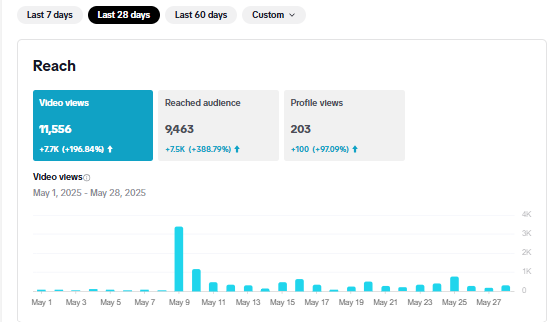 Last 7 days Last 28 days Last 60 days Custom
Reach
Video views Reached audience Profile views
11,556 9,463 203
+7.7K (+196.84%) +7.5K (+388.79%) +100 (+97.09%)
Video views
May 1, 2025 - May 28, 2025
4K
3K
2K
1K
0
May 1 May 3 May 5 May 7 May 9 May 11 May 13 May 15 May 17 May 19 May 21 May 23 May 25 May 27